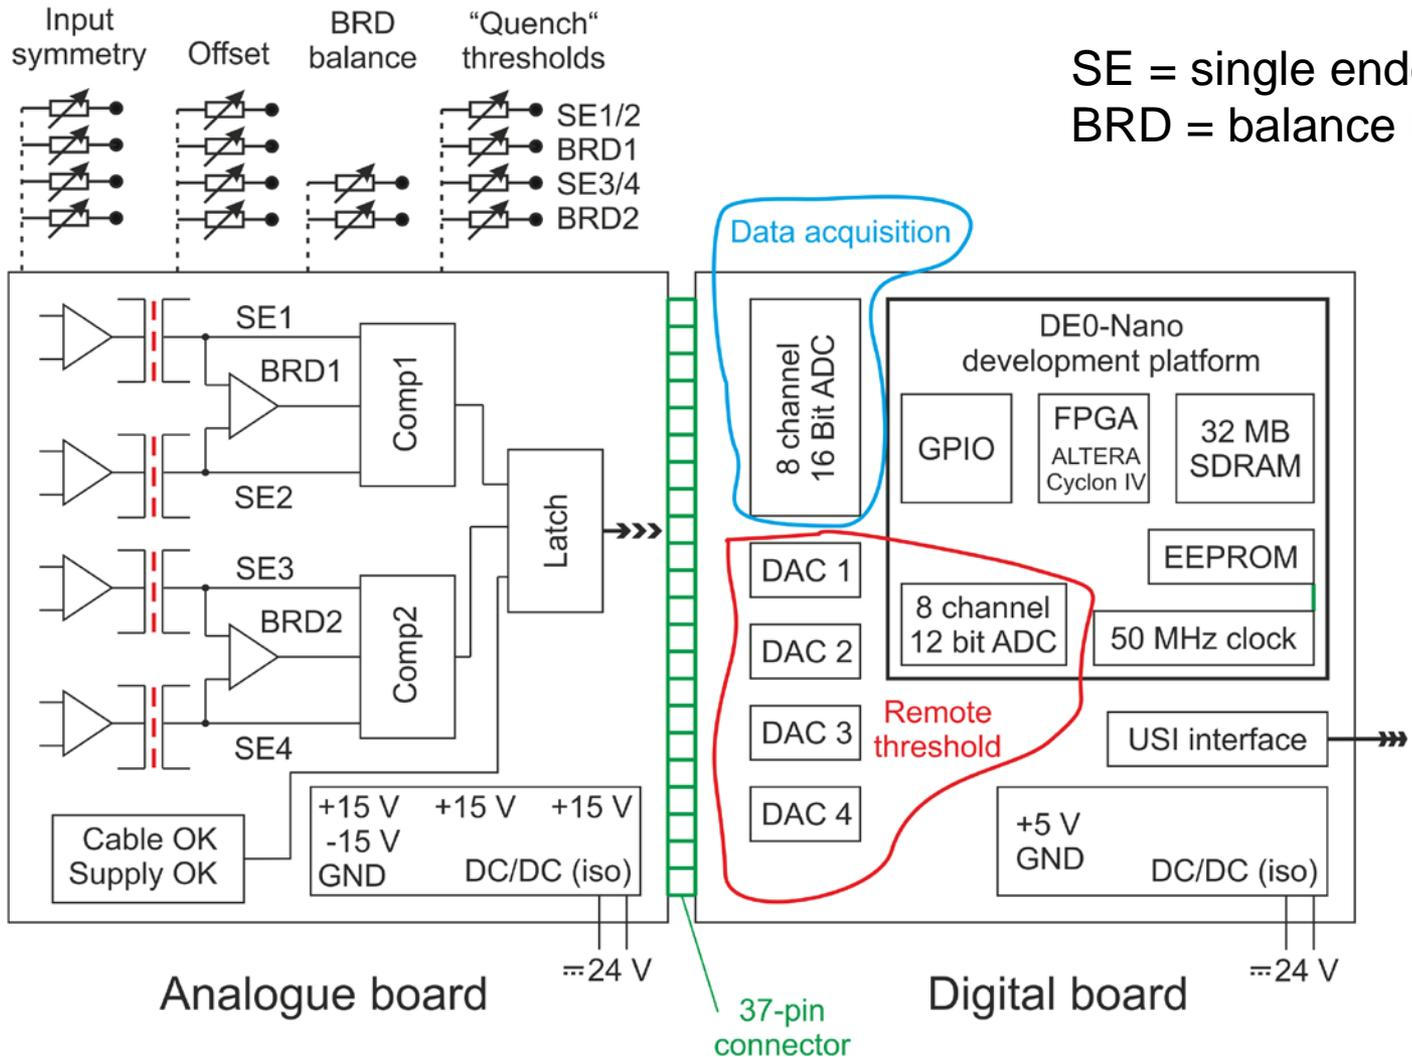 Input
symmetry
Offset
BRD
balance
“Quench“
thresholds
SE1/2
BRD1
SE3/4
BRD2
SE = single end
BRD = balance
Data acquisition
SE1
BRD1
SE2
Comp1
SE3
BRD2
SE4
Comp2
Latch
Cable OK
Supply OK
+15 V +15 V +15 V
-15 V
GND DC/DC (iso)
24 V
Analogue board
37-pin
connector
8 channel
16 Bit ADC
DE0-Nano
development platform
GPIO
FPGA
ALTERA
Cyclon IV
32 MB
SDRAM
EEPROM
8 channel
12 bit ADC
50 MHz clock
DAC 1
DAC 2
DAC 3
DAC 4
Remote
threshold
USI interface
+5 V
GND
DC/DC (iso)
24 V
Digital board